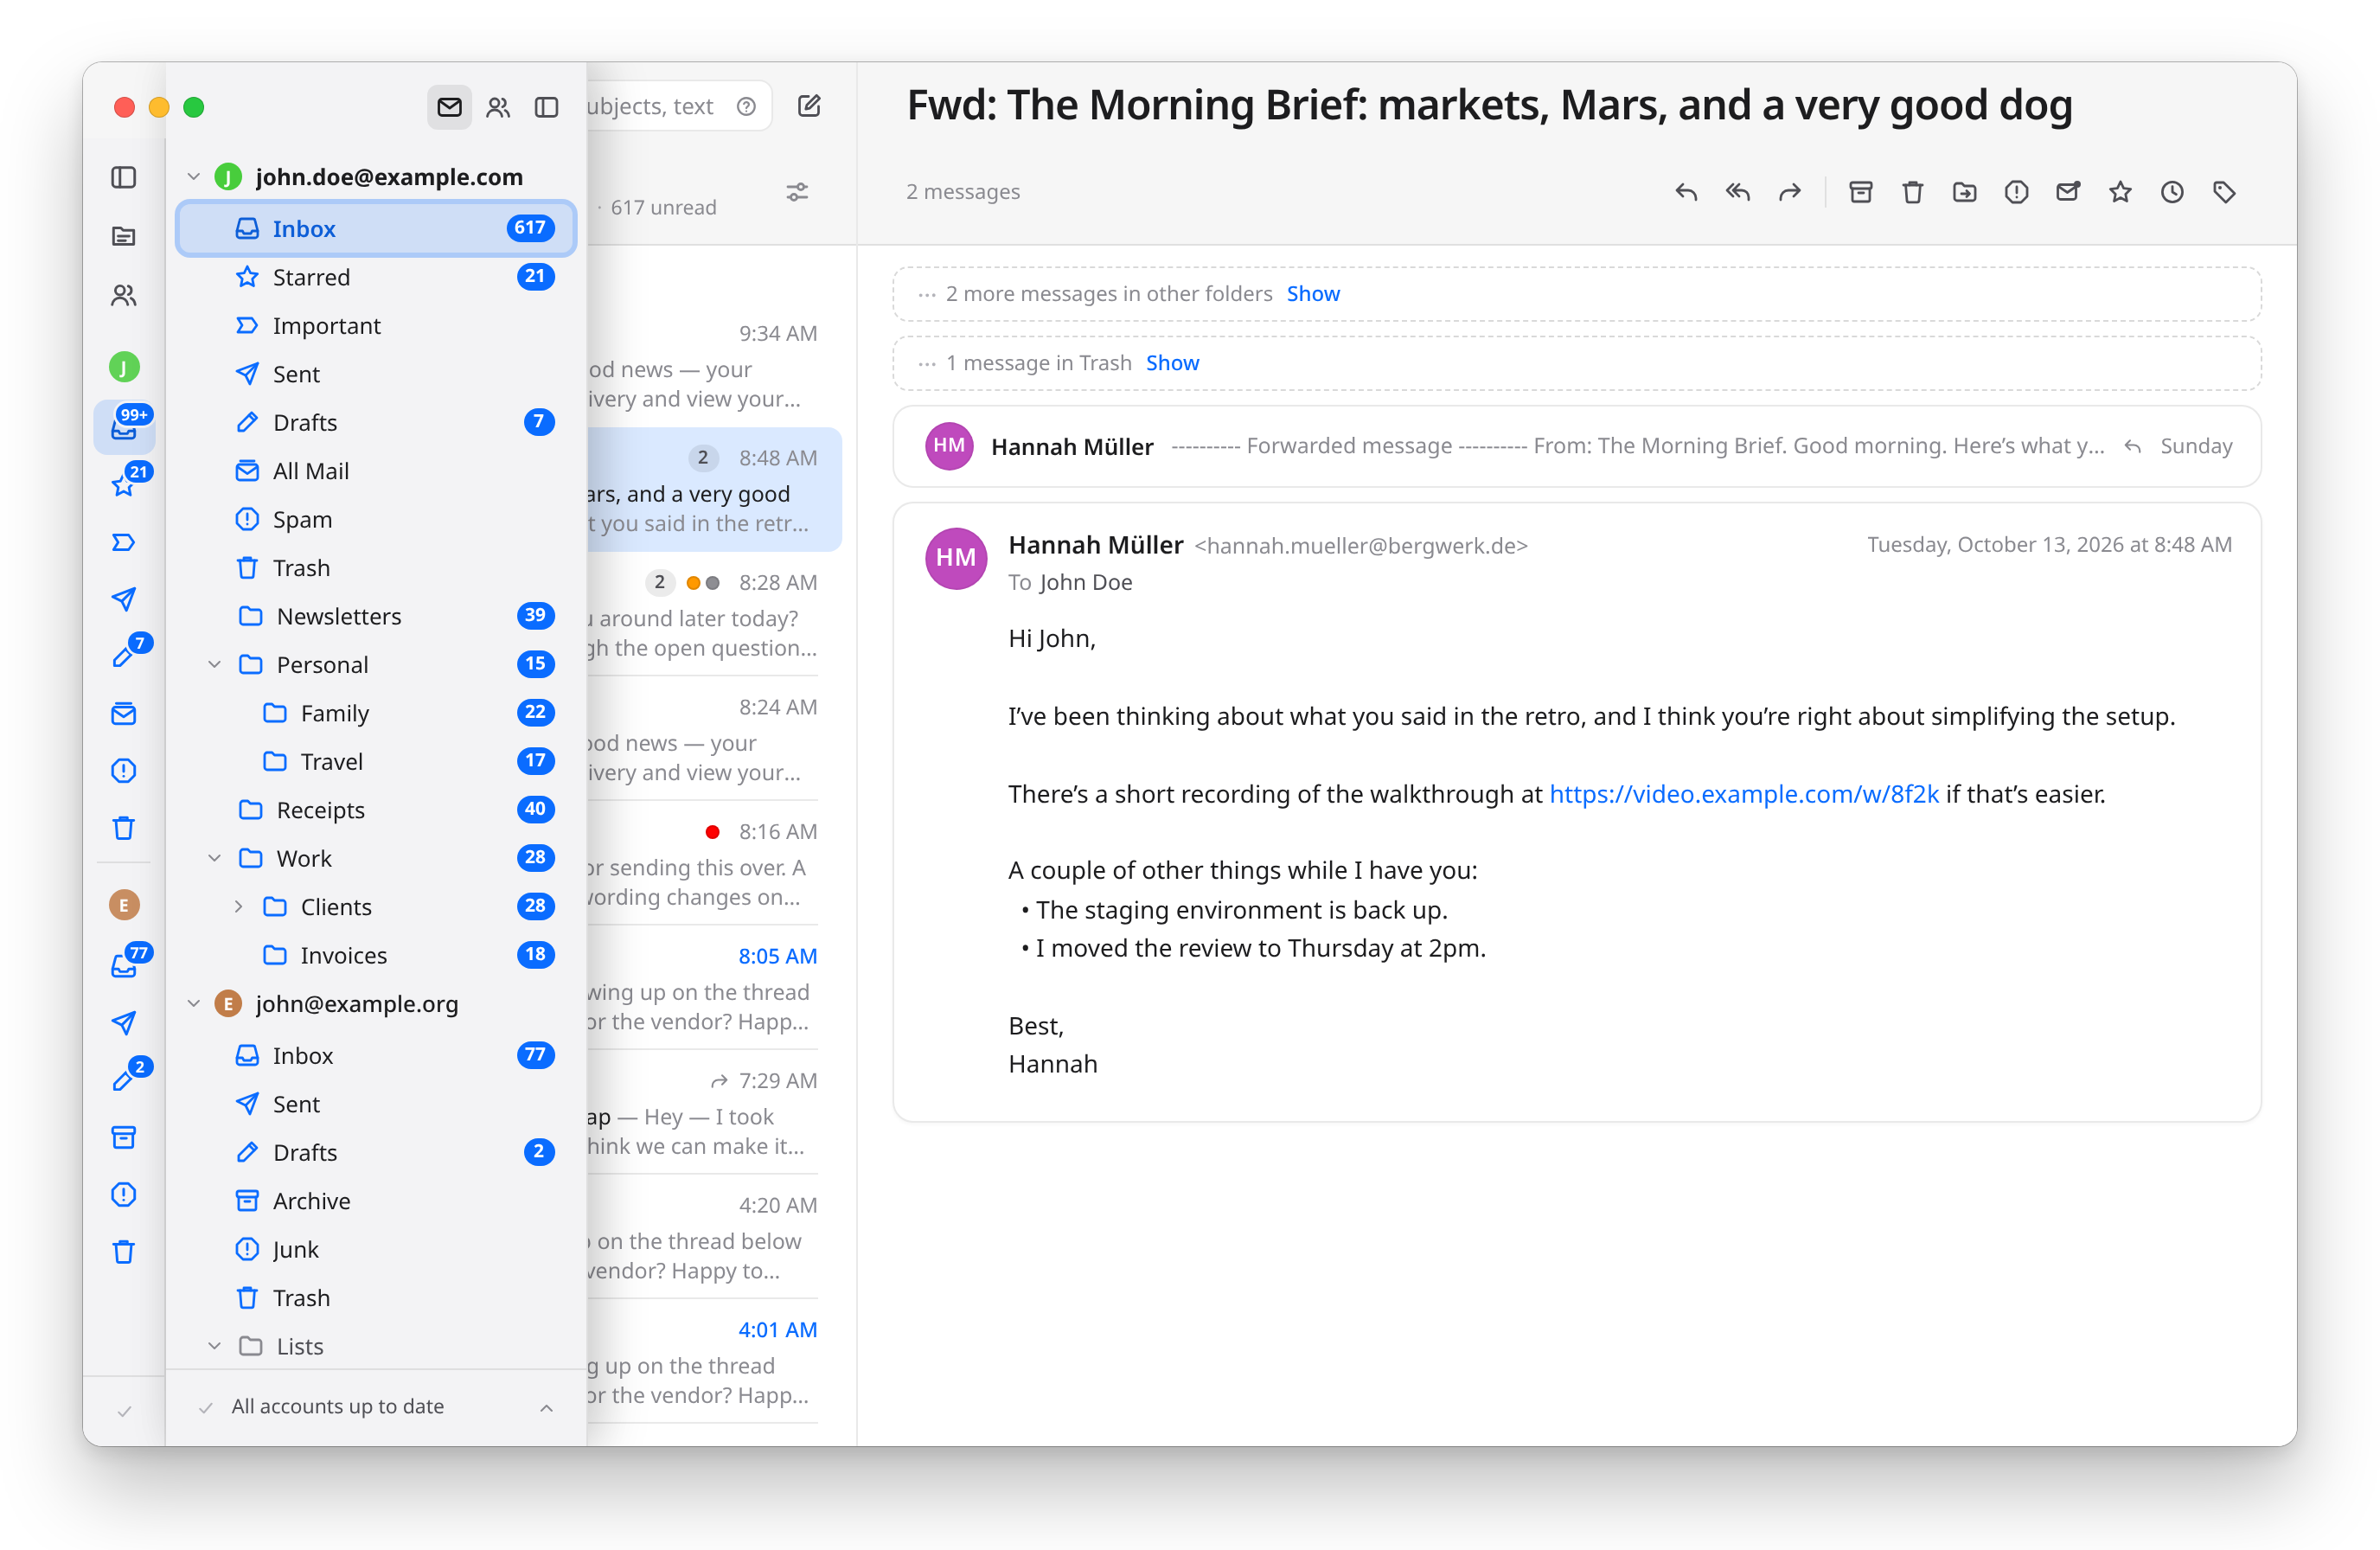 J
99+
21
7
E
77
2
J john.doe@example.com
Inbox 617
Starred 21
Important
Sent
Drafts 7
All Mail
Spam
Trash
Newsletters 39
Personal 15
Family 22
Travel 17
Receipts 40
Work 28
Clients 28
Invoices 18
E john@example.org
Inbox 77
Sent
Drafts 2
Archive
Junk
Trash
Lists
All accounts up to date
ubjects, text
· 617 unread
9:34 AM
od news — your
ivery and view your...
2 8:48 AM
ars, and a very good
t you said in the retr...
2 8:28 AM
around later today?
gh the open question...
8:24 AM
ood news — your
ivery and view your...
8:16 AM
or sending this over. A
wording changes on...
8:05 AM
wing up on the thread
or the vendor? Happ...
7:29 AM
ap — Hey — I took
hink we can make it...
4:20 AM
on the thread below
vendor? Happy to...
4:01 AM
g up on the thread
or the vendor? Happ...
Fwd: The Morning Brief: markets, Mars, and a very good dog
2 messages
··· 2 more messages in other folders Show
··· 1 message in Trash Show
HM Hannah Müller ---------- Forwarded message ---------- From: The Morning Brief. Good morning. Here’s what y... Sunday
HM Hannah Müller <hannah.mueller@bergwerk.de> Tuesday, October 13, 2026 at 8:48 AM
To John Doe
Hi John,
I’ve been thinking about what you said in the retro, and I think you’re right about simplifying the setup.
There’s a short recording of the walkthrough at https://video.example.com/w/8f2k if that’s easier.
A couple of other things while I have you:
• The staging environment is back up.
• I moved the review to Thursday at 2pm.
Best,
Hannah